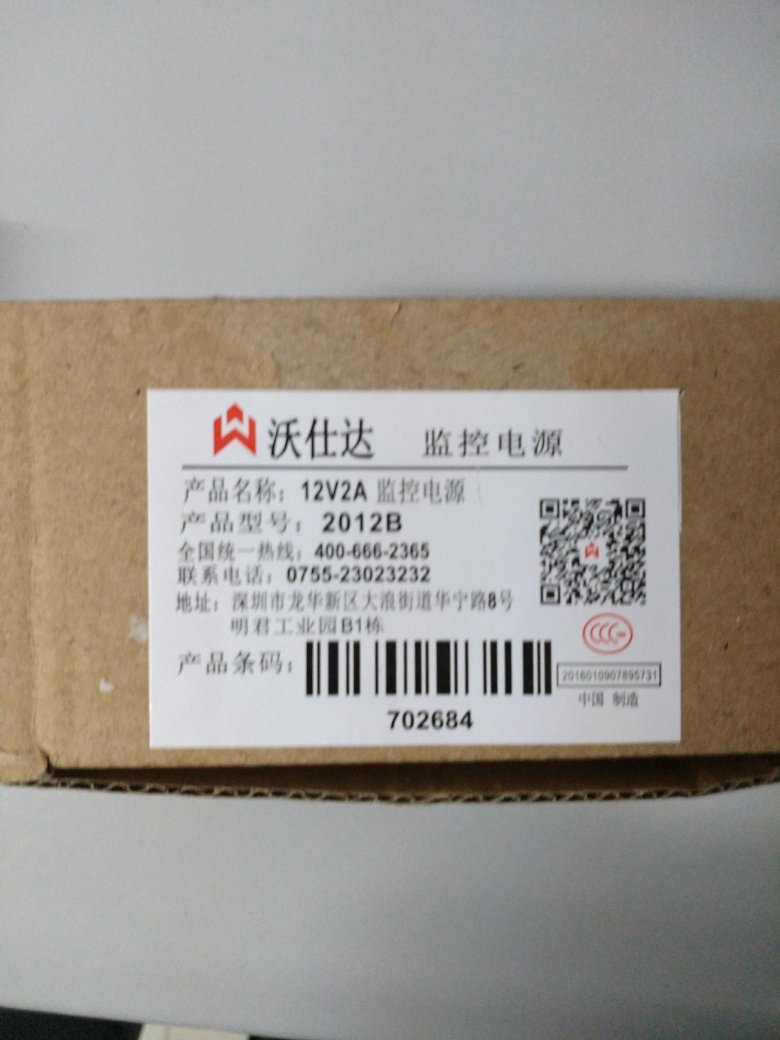 沃仕达 监控电源
产品名称：12V2A 监控电源
产品型号：2012B
全国统一热线：400-666-2365
联系电话：0755-23023232
地址：深圳市龙华新区大浪街道华宁路8号
明君工业园B1栋
产品条码：
702684
CCC
2016010907895731
中国 制造